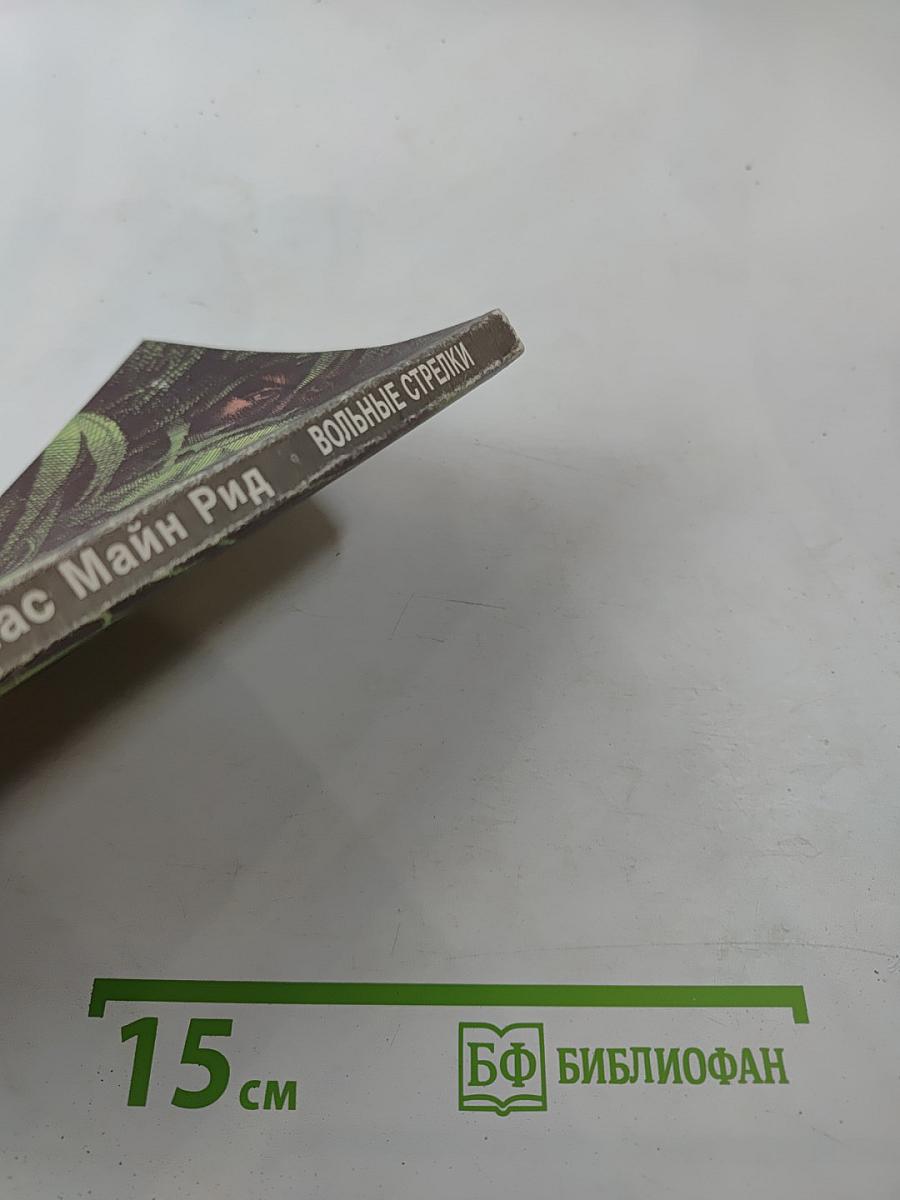 ас Майн Рид ВОЛЬНЫЕ СТРЕЛКИ
15 см
БФ БИБЛИОФАН